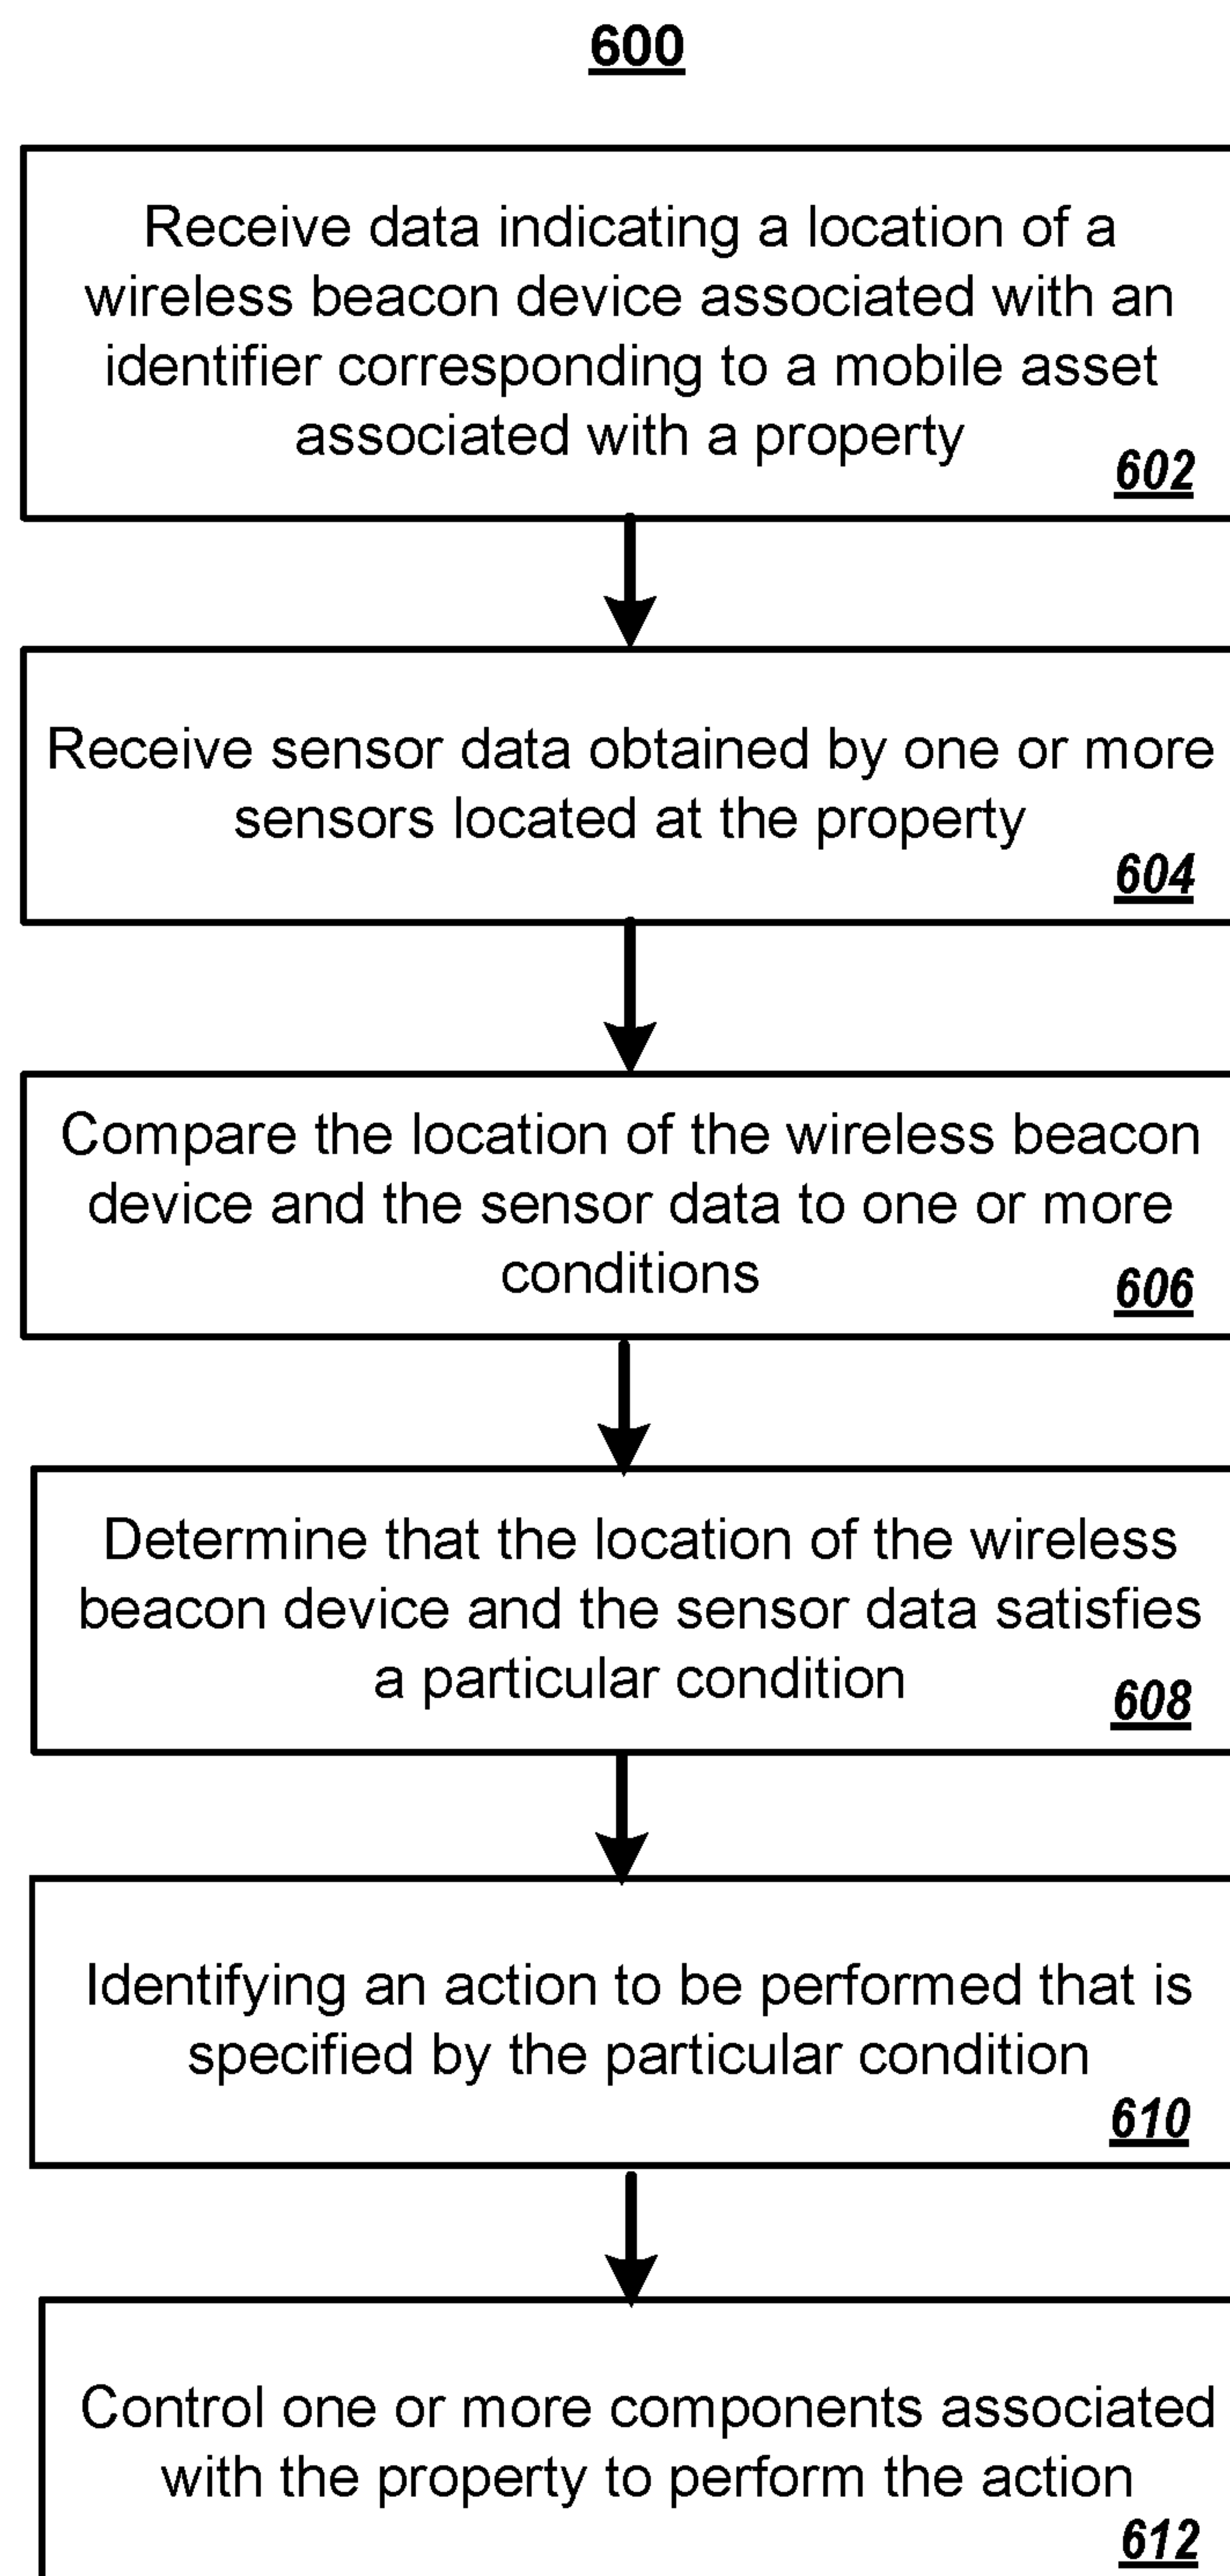 600
Receive data indicating a location of a
wireless beacon device associated with an
identifier corresponding to a mobile asset
associated with a property
602
Receive sensor data obtained by one or more
sensors located at the property
604
Compare the location of the wireless beacon
device and the sensor data to one or more
conditions
606
Determine that the location of the wireless
beacon device and the sensor data satisfies
a particular condition
608
Identifying an action to be performed that is
specified by the particular condition
610
Control one or more components associated
with the property to perform the action
612